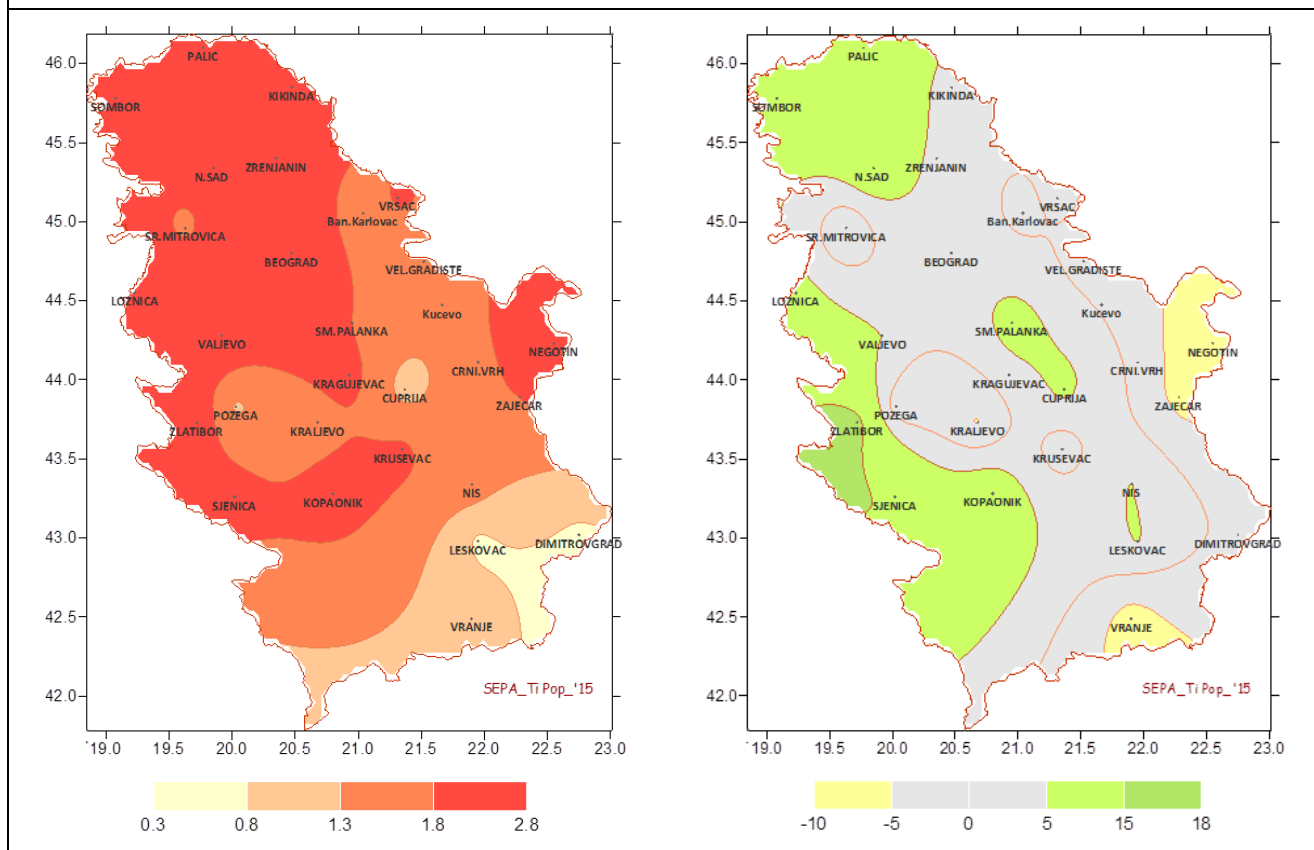 46.0
45.5
45.0
44.5
44.0
43.5
43.0
42.5
42.0
PALIC
KIKINDA
SOMBOR
ZRENJANIN
N.SAD
VRSAC
Ban.Karlovac
SR.MITROVICA
BEOGRAD
VEL.GRADISTE
LOZNICA
Kucevo
SM.PALANKA
VALJEVO
NEGOTIN
CRNI.VRH
KRAGUJEVAC
CUPRIJA
ZAJECAR
POZEGA
ZLATIBOR
KRALJEVO
KRUSEVAC
NIS
SJENICA
KOPAONIK
LESKOVAC
DIMITROVGRAD
VRANJE
SEPA_Ti Pop_'15
19.0 19.5 20.0 20.5 21.0 21.5 22.0 22.5 23.0
0.3 0.8 1.3 1.8 2.8
46.0
45.5
45.0
44.5
44.0
43.5
43.0
42.5
42.0
PALIC
KIKINDA
SOMBOR
ZRENJANIN
N.SAD
VRSAC
Ban.Karlovac
SR.MITROVICA
BEOGRAD
VEL.GRADISTE
LOZNICA
Kucevo
SM.PALANKA
VALJEVO
NEGOTIN
CRNI.VRH
KRAGUJEVAC
CUPRIJA
ZAJECAR
POZEGA
ZLATIBOR
KRALJEVO
KRUSEVAC
NIS
SJENICA
KOPAONIK
LESKOVAC
DIMITROVGRAD
VRANJE
SEPA_Ti Pop_'15
19.0 19.5 20.0 20.5 21.0 21.5 22.0 22.5 23.0
-10 -5 0 5 15 18